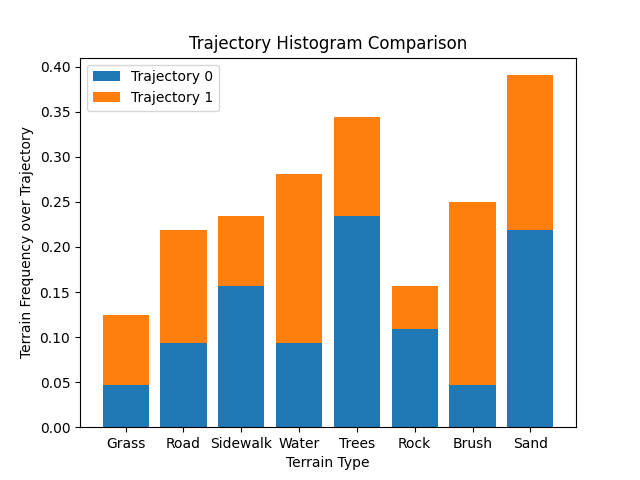 Trajectory Histogram Comparison
Trajectory 0
Trajectory 1
Terrain Frequency over Trajectory
0.40
0.35
0.30
0.25
0.20
0.15
0.10
0.05
0.00
Grass Road Sidewalk Water Trees Rock Brush Sand
Terrain Type